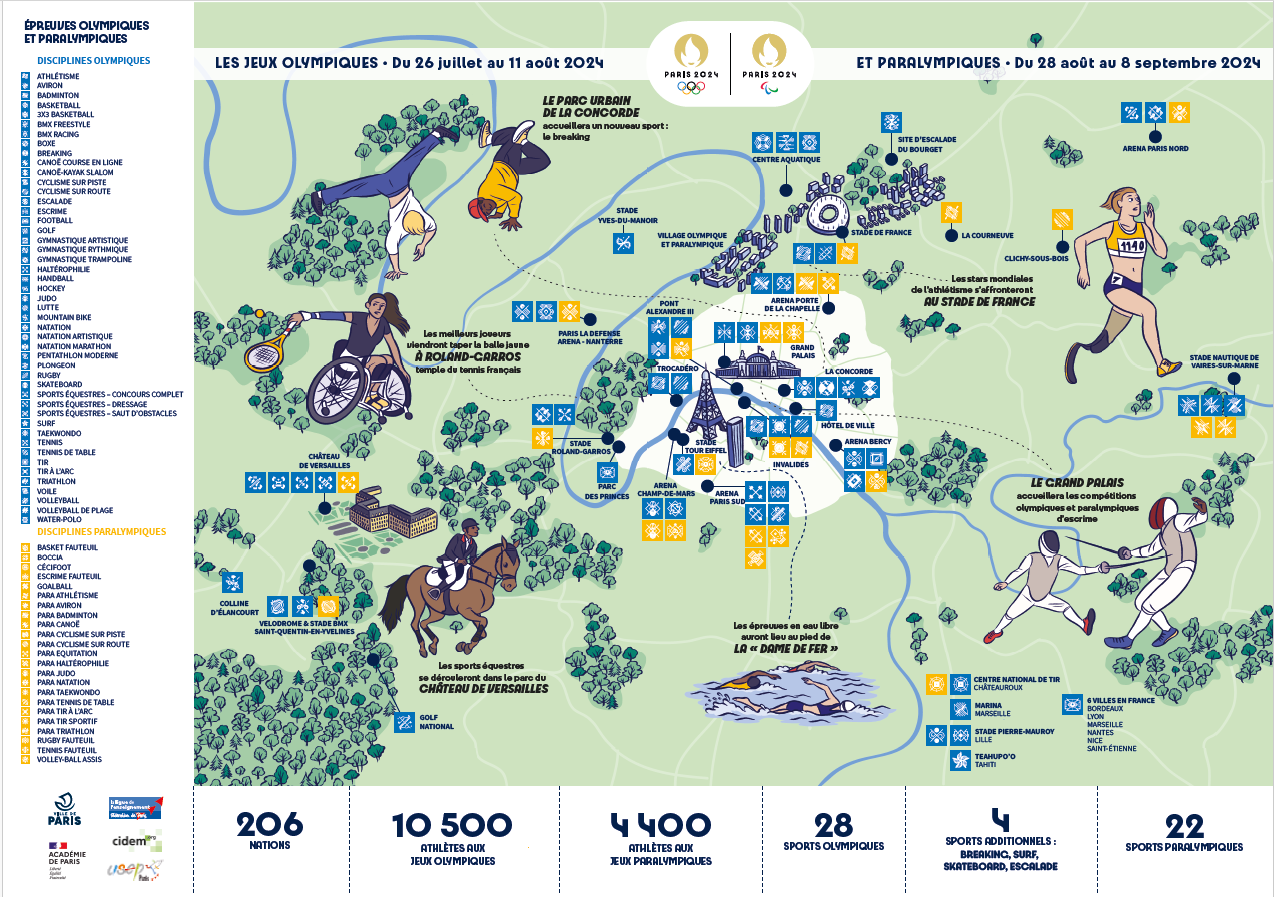 ÉPREUVES OLYMPIQUES
ET PARALYMPIQUES
DISCIPLINES OLYMPIQUES
ATHLÉTISME
AVIRON
BADMINTON
BASKETBALL
3X3 BASKETBALL
BMX FREESTYLE
BMX RACING
BOXE
BREAKING
CANOË COURSE EN LIGNE
CANOË-KAYAK SLALOM
CYCLISME SUR PISTE
CYCLISME SUR ROUTE
ESCALADE
ESCRIME
FOOTBALL
GOLF
GYMNASTIQUE ARTISTIQUE
GYMNASTIQUE RYTHMIQUE
GYMNASTIQUE TRAMPOLINE
HALTÉROPHILIE
HANDBALL
HOCKEY
JUDO
LUTTE
MOUNTAIN BIKE
NATATION
NATATION ARTISTIQUE
NATATION MARATHON
PENTATHLON MODERNE
PLONGEON
RUGBY
SKATEBOARD
SPORTS ÉQUESTRES – CONCOURS COMPLET
SPORTS ÉQUESTRES – DRESSAGE
SPORTS ÉQUESTRES – SAUT D'OBSTACLES
SURF
TAEKWONDO
TENNIS
TENNIS DE TABLE
TIR
TIR À L'ARC
TRIATHLON
VOILE
VOLLEYBALL
VOLLEYBALL DE PLAGE
WATER-POLO
DISCIPLINES PARALYMPIQUES
BASKET FAUTEUIL
BOCCIA
CÉCIFOOT
ESCRIME FAUTEUIL
GOALBALL
PARA ATHLÉTISME
PARA AVIRON
PARA BADMINTON
PARA CANOË
PARA CYCLISME SUR PISTE
PARA CYCLISME SUR ROUTE
PARA EQUITATION
PARA HALTÉROPHILIE
PARA JUDO
PARA NATATION
PARA TAEKWONDO
PARA TENNIS DE TABLE
PARA TIR À L'ARC
PARA TIR SPORTIF
PARA TRIATHLON
RUGBY FAUTEUIL
TENNIS FAUTEUIL
VOLLEY-BALL ASSIS
VILLE DE
PARIS
la ligue de
l'enseignement
ACADÉMIE
DE PARIS
Liberté
Égalité
Fraternité
cidem.org
usep
Paris
LES JEUX OLYMPIQUES • Du 26 juillet au 11 août 2024
PARIS 2024
PARIS 2024
ET PARALYMPIQUES • Du 28 août au 8 septembre 2024
LE PARC URBAIN
DE LA CONCORDE
accueillera un nouveau sport :
le breaking
CENTRE AQUATIQUE
SITE D'ESCALADE
DU BOURGET
ARENA PARIS NORD
STADE
YVES-DU-MANOIR
VILLAGE OLYMPIQUE
ET PARALYMPIQUE
STADE DE FRANCE
LA COURNEUVE
CLICHY-SOUS-BOIS
1140
Les stars mondiales
de l'athlétisme s'affronteront
AU STADE DE FRANCE
ARENA PORTE
DE LA CHAPELLE
PONT
ALEXANDRE III
PARIS LA DEFENSE
ARENA - NANTERRE
Les meilleurs joueurs
viendront taper la balle jaune
À ROLAND-GARROS
temple du tennis français
GRAND
PALAIS
TROCADÉRO
LA CONCORDE
STADE NAUTIQUE DE
VAIRES-SUR-MARNE
HÔTEL DE VILLE
STADE
ROLAND-GARROS
STADE
TOUR EIFFEL
INVALIDES
ARENA BERCY
CHÂTEAU
DE VERSAILLES
PARC
DES PRINCES
ARENA
CHAMP-DE-MARS
ARENA
PARIS SUD
LE GRAND PALAIS
accueillera les compétitions
olympiques et paralympiques
d'escrime
COLLINE
D'ÉLANCOURT
VELODROME & STADE BMX
SAINT-QUENTIN-EN-YVELINES
Les épreuves en eau libre
auront lieu au pied de
LA « DAME DE FER »
Les sports équestres
se dérouleront dans le parc du
CHÂTEAU DE VERSAILLES
GOLF
NATIONAL
CENTRE NATIONAL DE TIR
CHÂTEAUROUX
MARINA
MARSEILLE
STADE PIERRE-MAUROY
LILLE
TEAHUPO'O
TAHITI
6 VILLES EN FRANCE
BORDEAUX
LYON
MARSEILLE
NANTES
NICE
SAINT-ÉTIENNE
206
NATIONS
10 500
ATHLÈTES AUX
JEUX OLYMPIQUES
4 400
ATHLÈTES AUX
JEUX PARALYMPIQUES
28
SPORTS OLYMPIQUES
4
SPORTS ADDITIONNELS :
BREAKING, SURF,
SKATEBOARD, ESCALADE
22
SPORTS PARALYMPIQUES